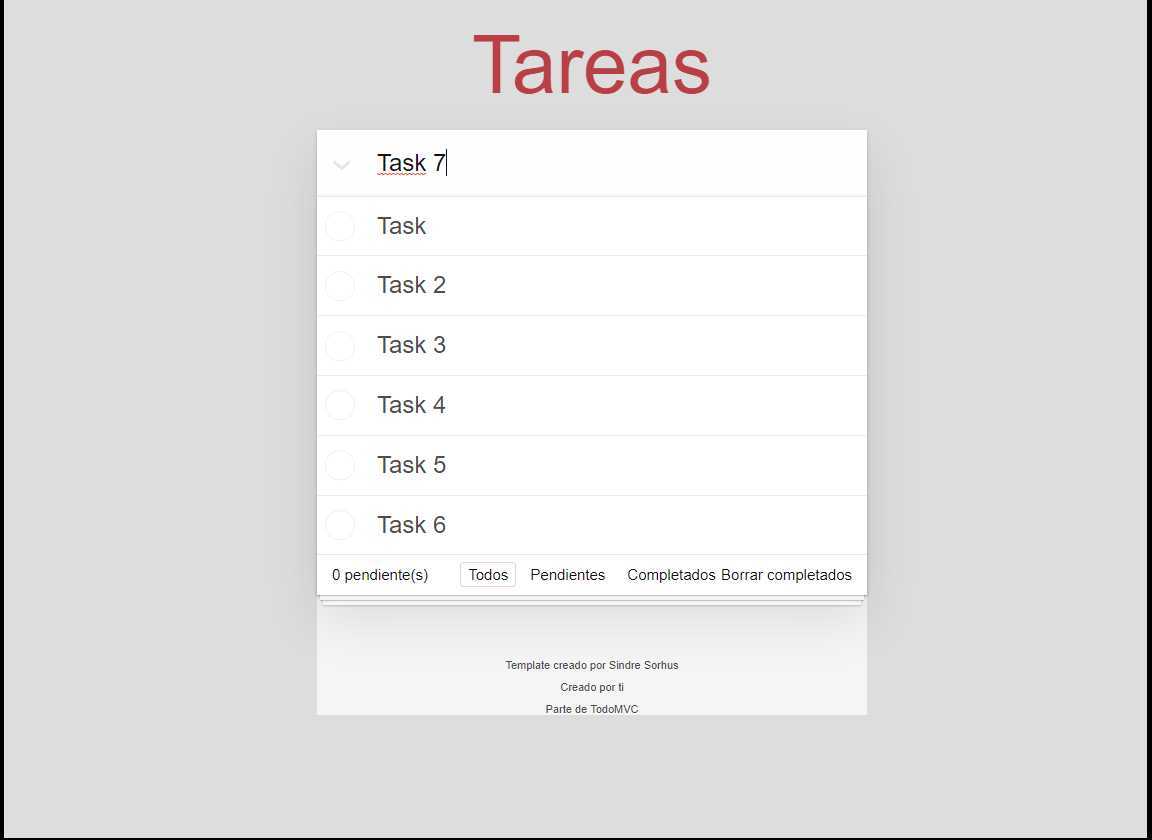 Tareas
Task 7
Task
Task 2
Task 3
Task 4
Task 5
Task 6
0 pendiente(s) Todos Pendientes Completados Borrar completados
Template creado por Sindre Sorhus
Creado por ti
Parte de TodoMVC